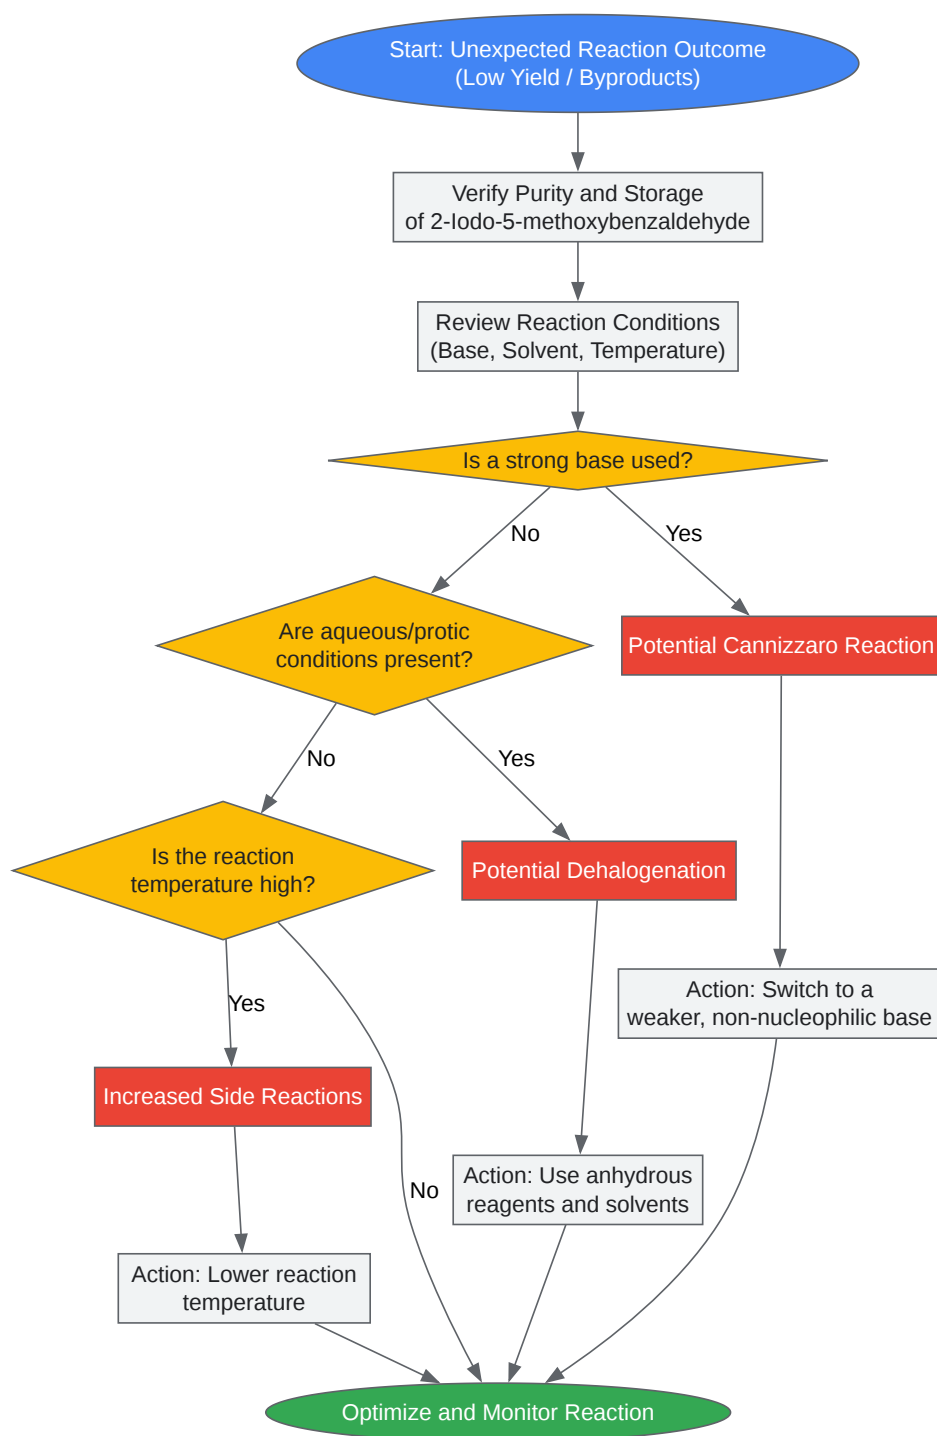 Start: Unexpected Reaction Outcome
(Low Yield / Byproducts)
Verify Purity and Storage
of 2-Iodo-5-methoxybenzaldehyde
Review Reaction Conditions
(Base, Solvent, Temperature)
Is a strong base used?
No
Yes
Are aqueous/protic
conditions present?
Potential Cannizzaro Reaction
No
Yes
Is the reaction
temperature high?
Potential Dehalogenation
Action: Switch to a
weaker, non-nucleophilic base
Yes
Increased Side Reactions
No
Action: Use anhydrous
reagents and solvents
Action: Lower reaction
temperature
Optimize and Monitor Reaction